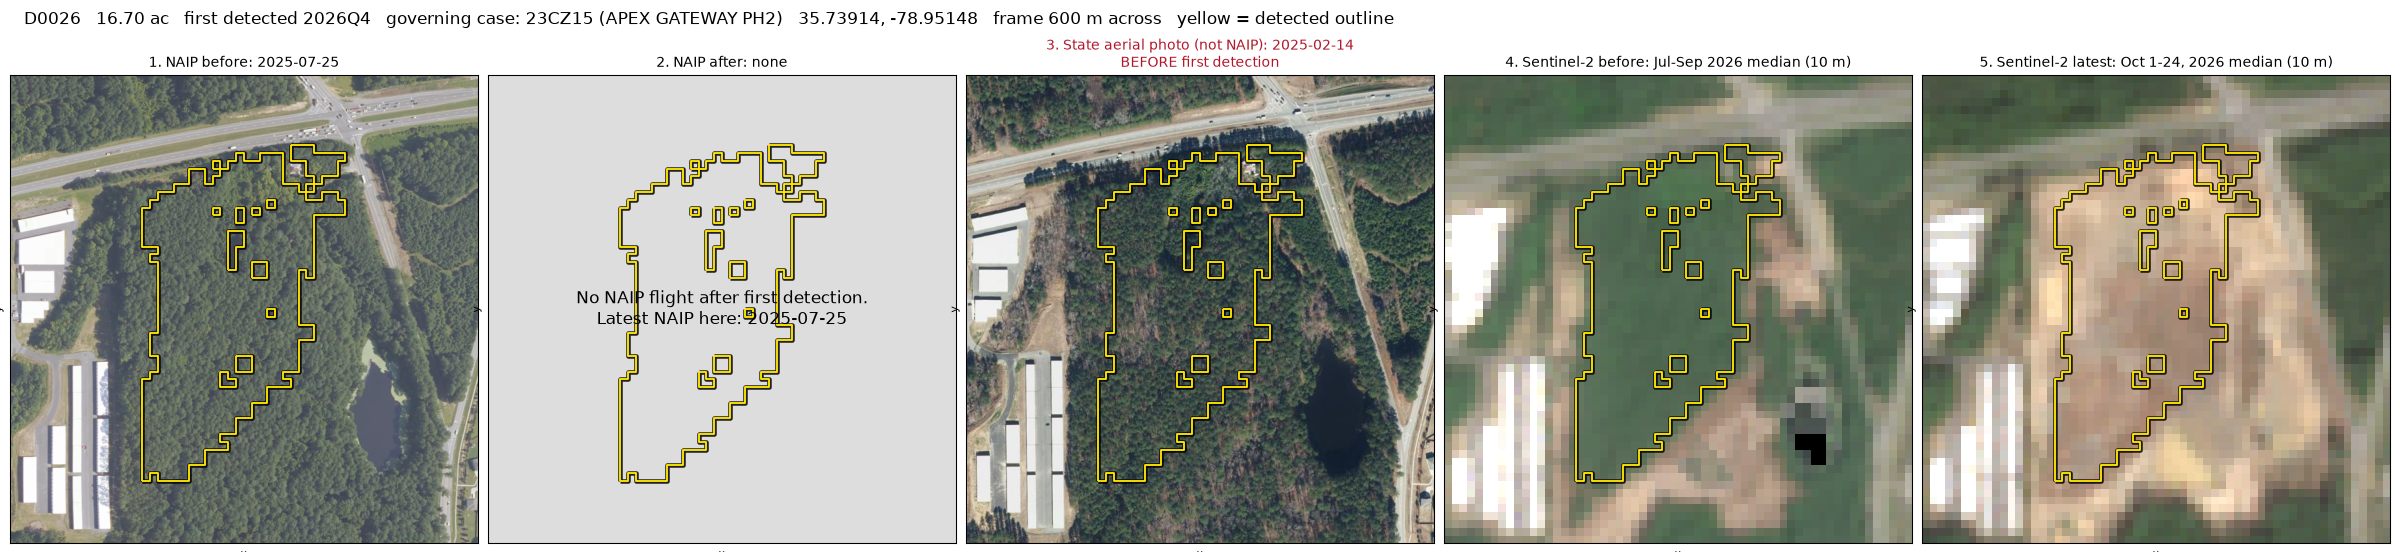 D0026   16.70 ac   first detected 2026Q4   governing case: 23CZ15 (APEX GATEWAY PH2)   35.73914, -78.95148   frame 600 m across   yellow = detected outline
1. NAIP before: 2025-07-25
2. NAIP after: none
3. State aerial photo (not NAIP): 2025-02-14
BEFORE first detection
4. Sentinel-2 before: Jul-Sep 2026 median (10 m)
5. Sentinel-2 latest: Oct 1-24, 2026 median (10 m)
No NAIP flight after first detection.
Latest NAIP here: 2025-07-25